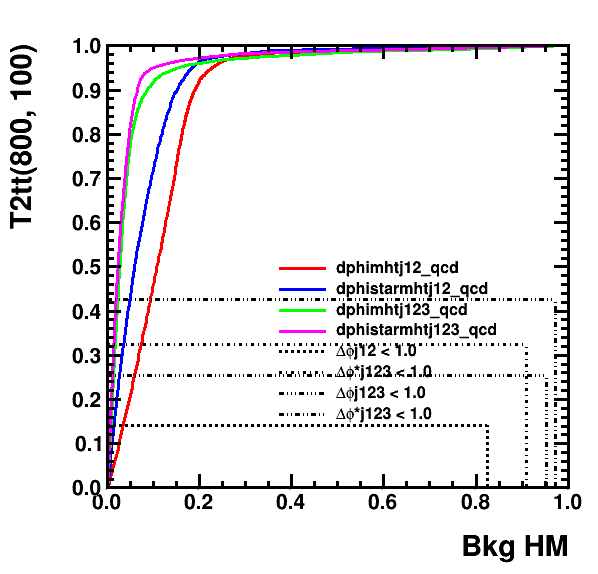 T2tt(800, 100)
1.0
0.9
0.8
0.7
0.6
0.5
0.4
0.3
0.2
0.1
0.0
dphimhtj12_qcd
dphistarmhtj12_qcd
dphimhtj123_qcd
dphistarmhtj123_qcd
Δϕj12 < 1.0
Δϕ*j123 < 1.0
Δϕj123 < 1.0
Δϕ*j123 < 1.0
0.0 0.2 0.4 0.6 0.8 1.0
Bkg HM